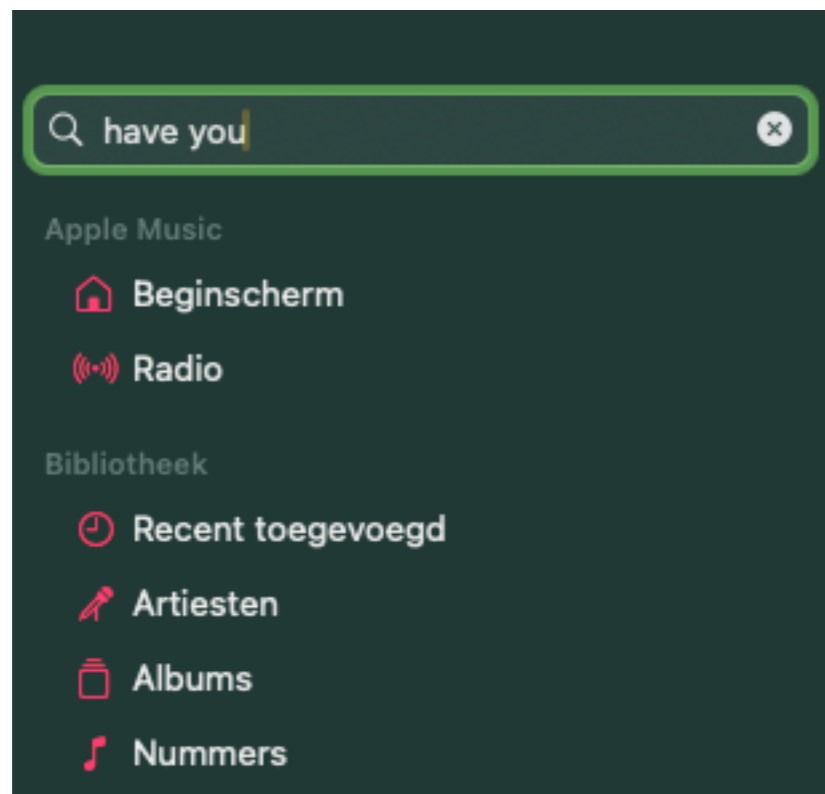 have you
Apple Music
Beginscherm
Radio
Bibliotheek
Recent toegevoegd
Artiesten
Albums
Nummers